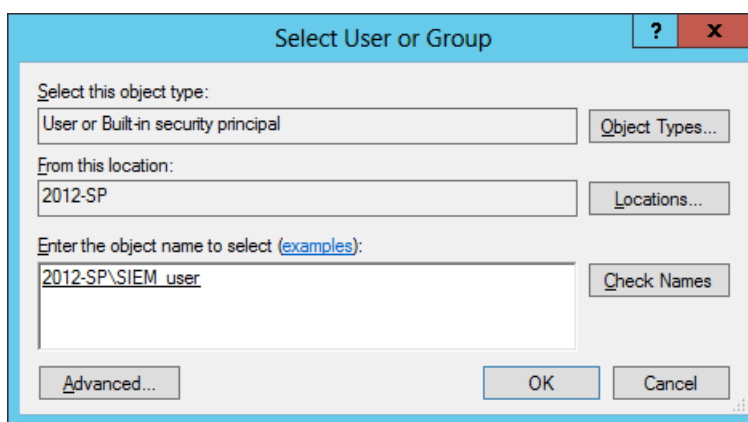 Select User or Group
?
x
Select this object type:
User or Built-in security principal
Object Types...
From this location:
2012-SP
Locations...
Enter the object name to select (examples):
2012-SP\SIEM_user
Check Names
Advanced...
OK
Cancel